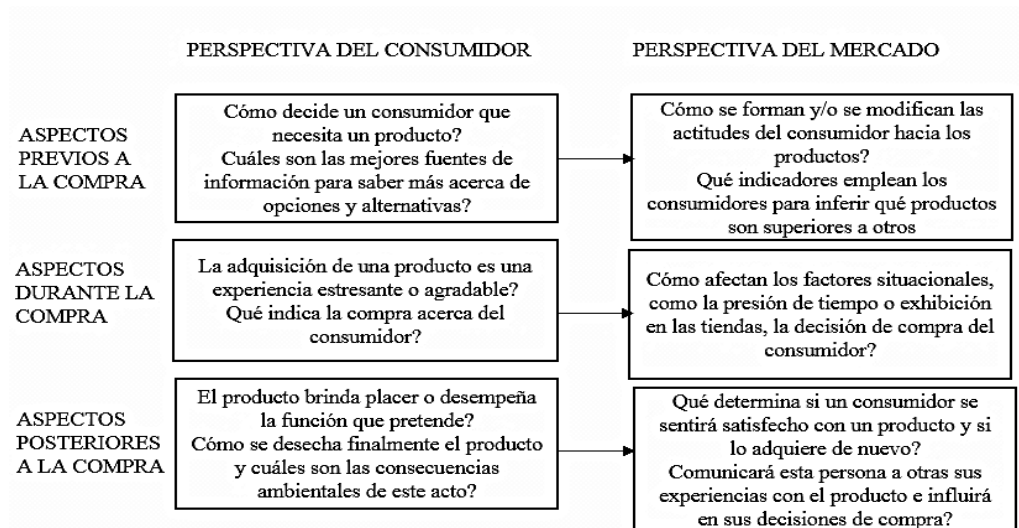 PERSPECTIVA DEL CONSUMIDOR
PERSPECTIVA DEL MERCADO
ASPECTOS
PREVIOS A
LA COMPRA
Cómo decide un consumidor que
necesita un producto?
Cuáles son las mejores fuentes de
información para saber más acerca de
opciones y alternativas?
Cómo se forman y/o se modifican las
actitudes del consumidor hacia los
productos?
Qué indicadores emplean los
consumidores para inferir qué productos
son superiores a otros
ASPECTOS
DURANTE LA
COMPRA
La adquisición de una producto es una
experiencia estresante o agradable?
Qué indica la compra acerca del
consumidor?
Cómo afectan los factores situacionales,
como la presión de tiempo o exhibición
en las tiendas, la decisión de compra del
consumidor?
ASPECTOS
POSTERIORES
A LA COMPRA
El producto brinda placer o desempeña
la función que pretende?
Cómo se desecha finalmente el producto
y cuáles son las consecuencias
ambientales de este acto?
Qué determina si un consumidor se
sentirá satisfecho con un producto y si
lo adquiere de nuevo?
Comunicará esta persona a otras sus
experiencias con el producto e influirá
en sus decisiones de compra?